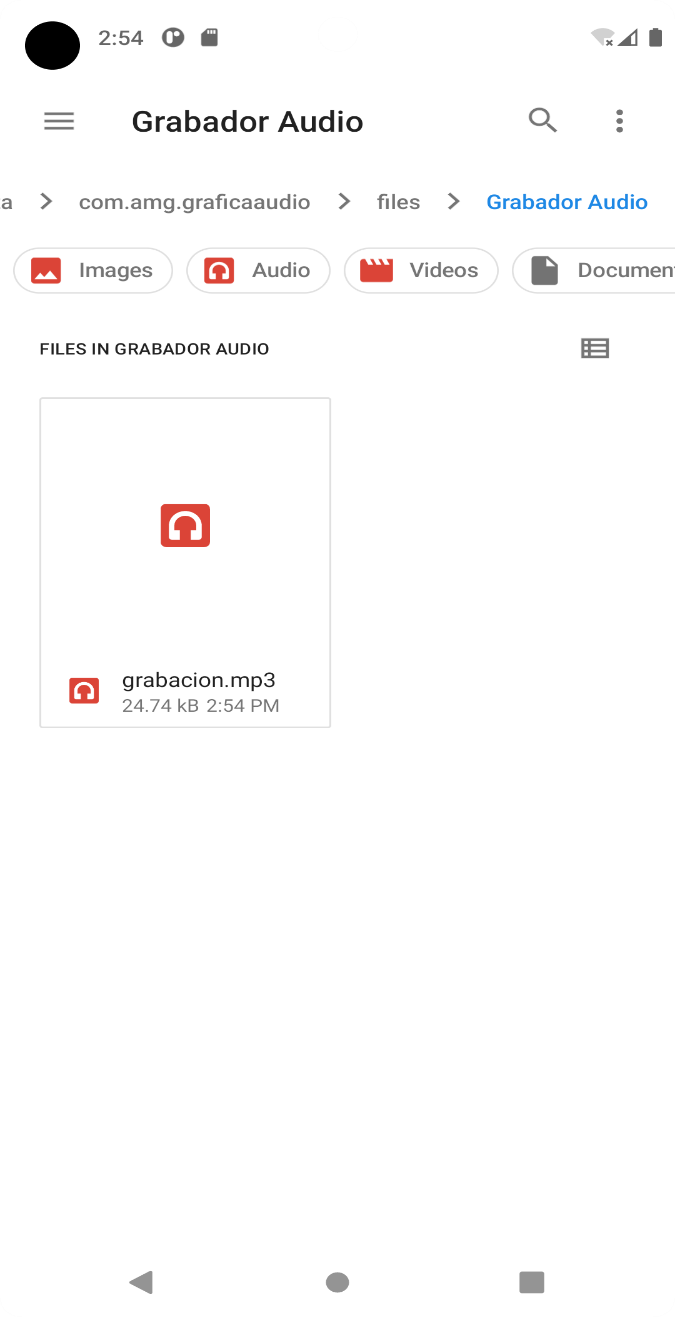 2:54
Grabador Audio
a > com.amg.graficaaudio > files > Grabador Audio
Images Audio Videos Documen
FILES IN GRABADOR AUDIO
grabacion.mp3
24.74 kB 2:54 PM